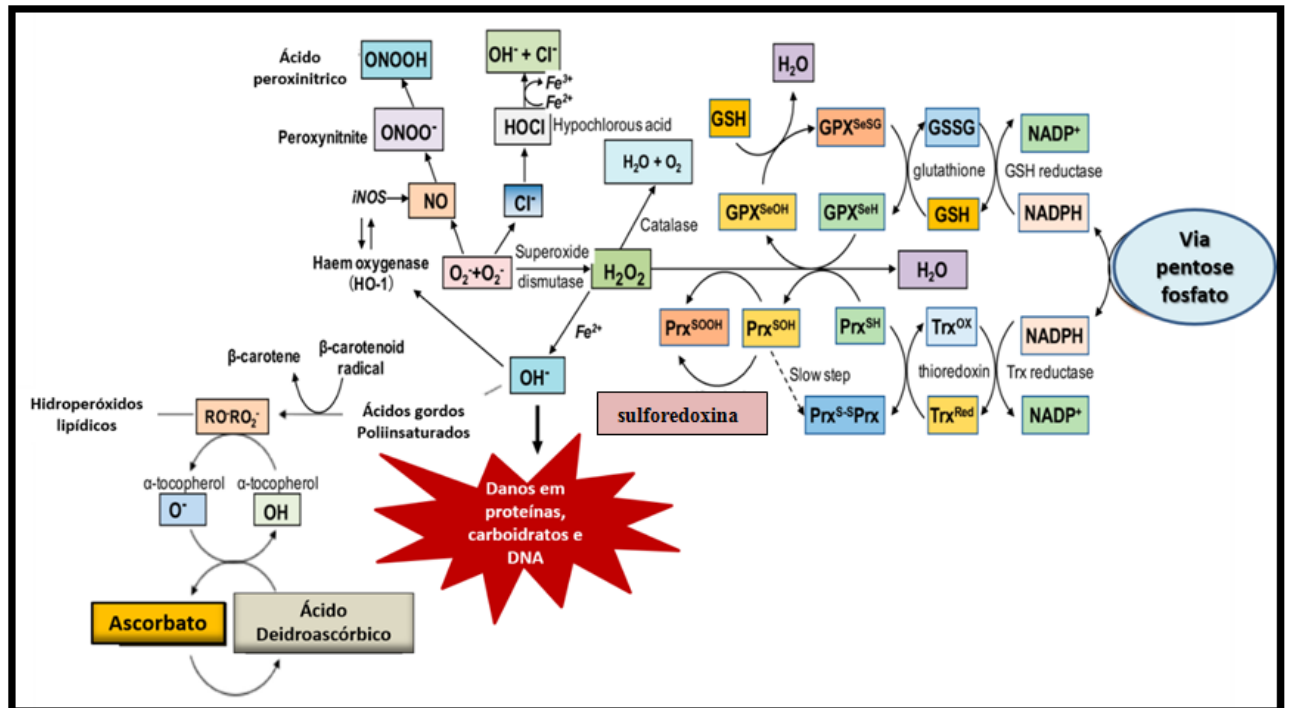 Ácido
peroxinitrico
ONOOH
OH⁻ + Cl⁻
Fe³⁺
Fe²⁺
H₂O
GSH
GPX^SeSG
GSSG
NADP⁺
Peroxynitnite
ONOO⁻
HOCl
Hypochlorous acid
H₂O + O₂
glutathione
GSH reductase
iNOS
NO
Cl⁻
Catalase
GPX^SeOH
GPX^SeH
GSH
NADPH
Via
pentose
fosfato
Haem oxygenase
(HO-1)
O₂⁻+O₂⁻
Superoxide
dismutase
H₂O₂
H₂O
Fe²⁺
Prx^SOOH
Prx^SOH
Prx^SH
Trx^OX
NADPH
β-carotene
β-carotenoid
radical
OH⁻
Slow step
thioredoxin
Trx reductase
Hidroperóxidos
lipídicos
RO⁻RO₂⁻
Ácidos gordos
Poliinsaturados
sulforedoxina
Prx^S-SPrx
Trx^Red
NADP⁺
α-tocopherol
α-tocopherol
O⁻
OH
Danos em
proteínas,
carboidratos e
DNA
Ascorbato
Ácido
Deidroascórbico